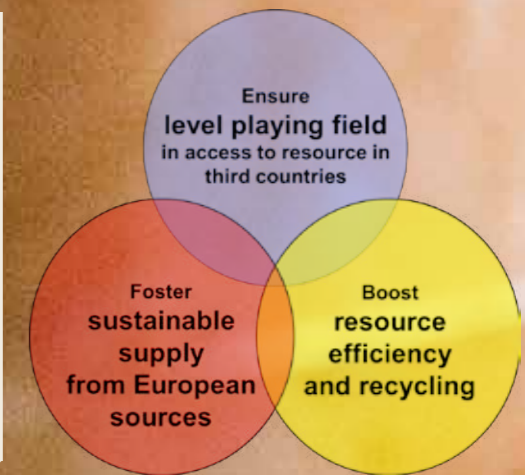 Ensure
level playing field
in access to resource in
third countries
Foster
sustainable
supply
from European
sources
Boost
resource
efficiency
and recycling